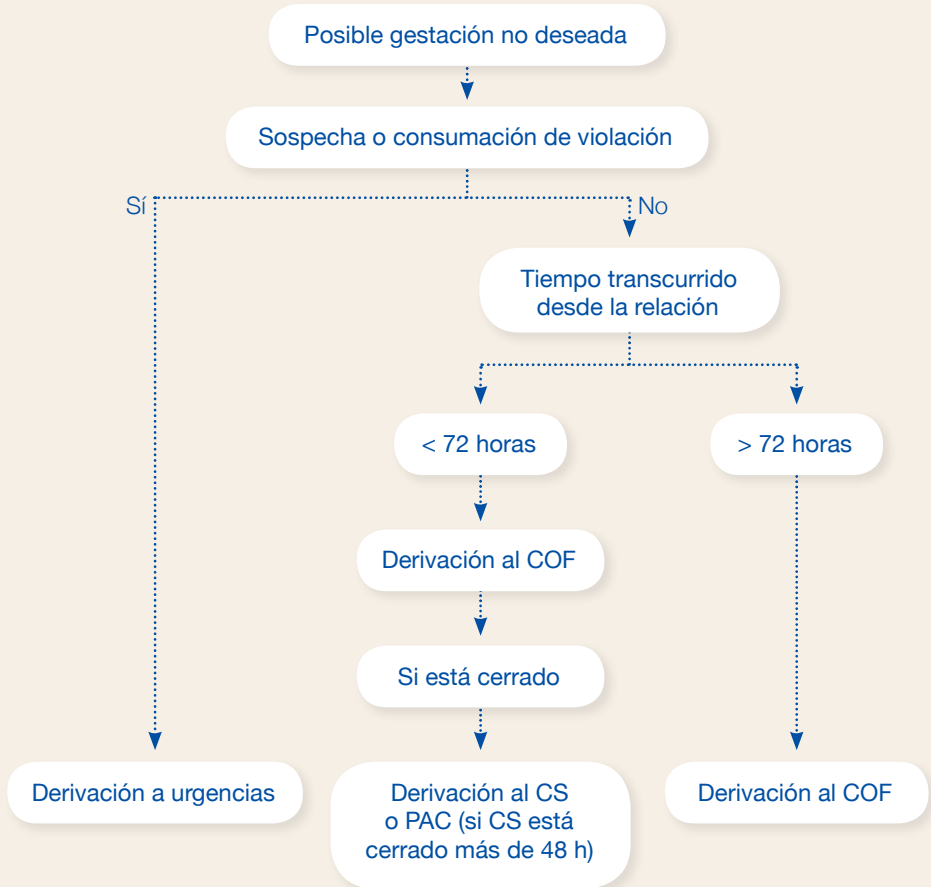 Posible gestación no deseada
Sospecha o consumación de violación
Sí
No
Tiempo transcurrido
desde la relación
< 72 horas
> 72 horas
Derivación al COF
Si está cerrado
Derivación a urgencias
Derivación al CS
o PAC (si CS está
cerrado más de 48 h)
Derivación al COF